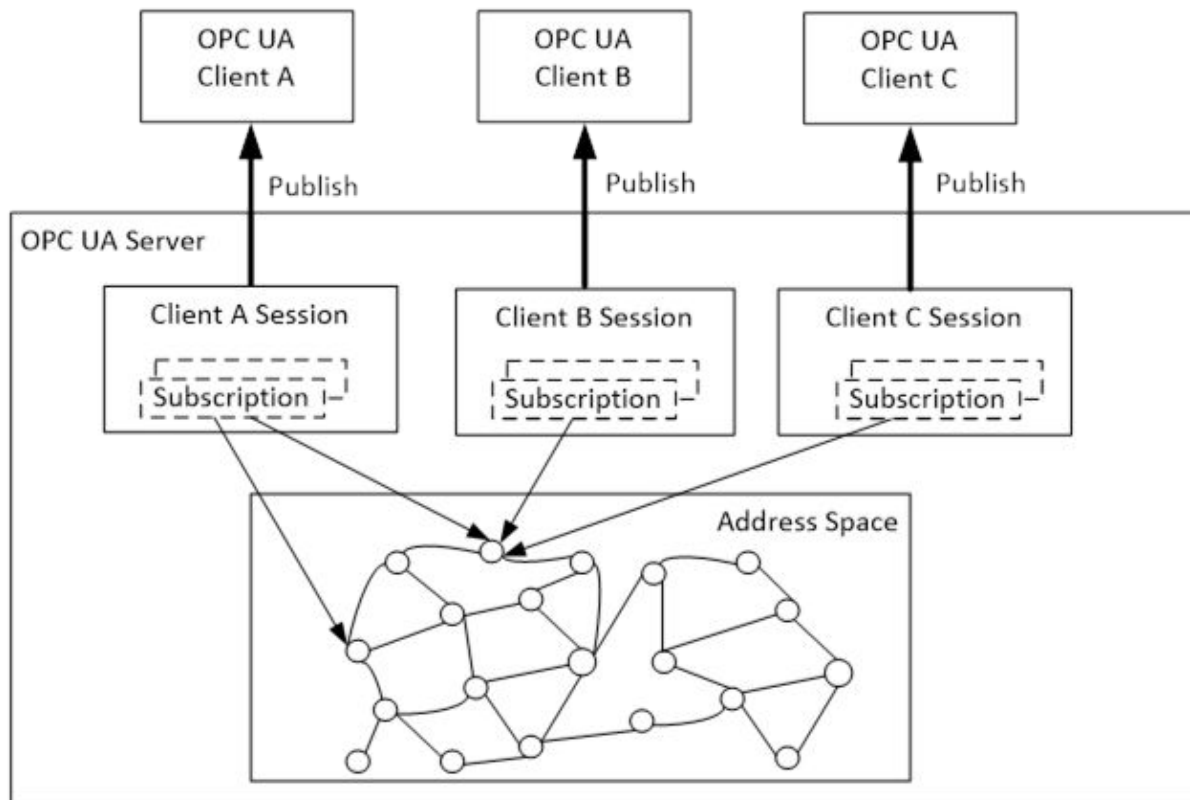 OPC UA
Client A
OPC UA
Client B
OPC UA
Client C
Publish
Publish
Publish
OPC UA Server
Client A Session
Client B Session
Client C Session
Subscription
Subscription
Subscription
Address Space